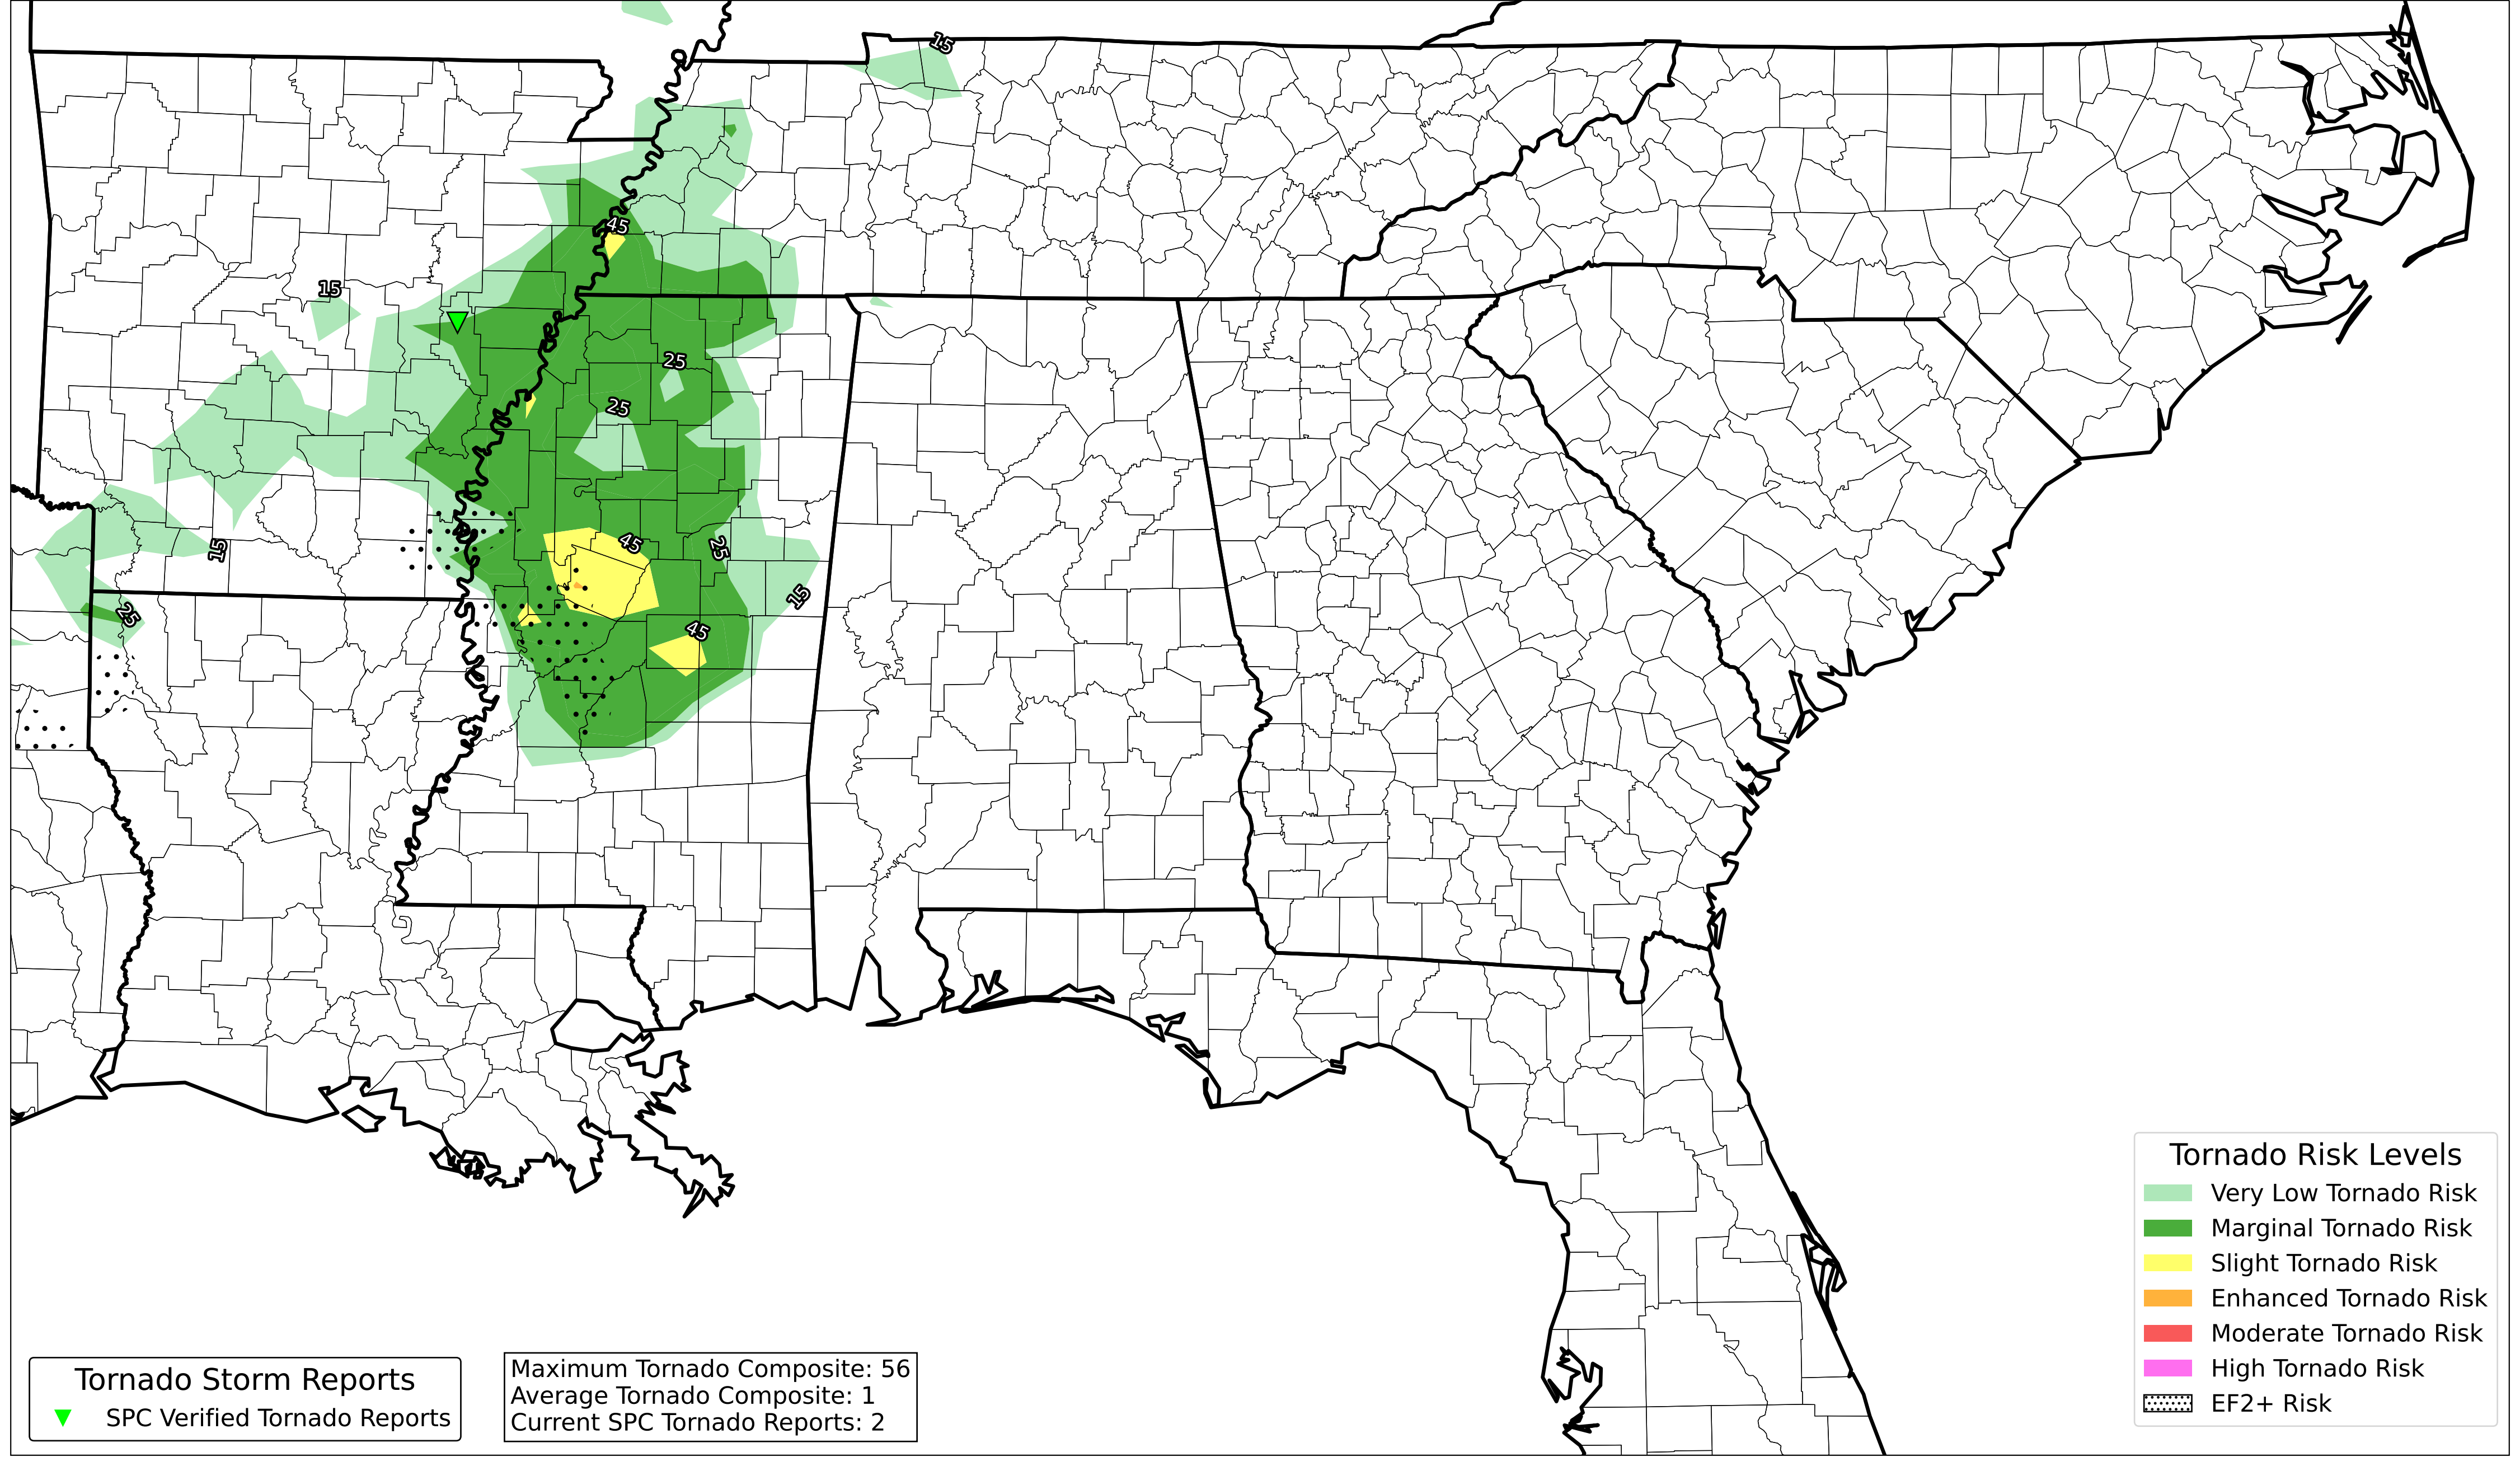 15
45
15
25
25
45
25
15
15
25
45
Tornado Risk Levels
Very Low Tornado Risk
Marginal Tornado Risk
Slight Tornado Risk
Enhanced Tornado Risk
Moderate Tornado Risk
High Tornado Risk
EF2+ Risk
Tornado Storm Reports
SPC Verified Tornado Reports
Maximum Tornado Composite: 56
Average Tornado Composite: 1
Current SPC Tornado Reports: 2